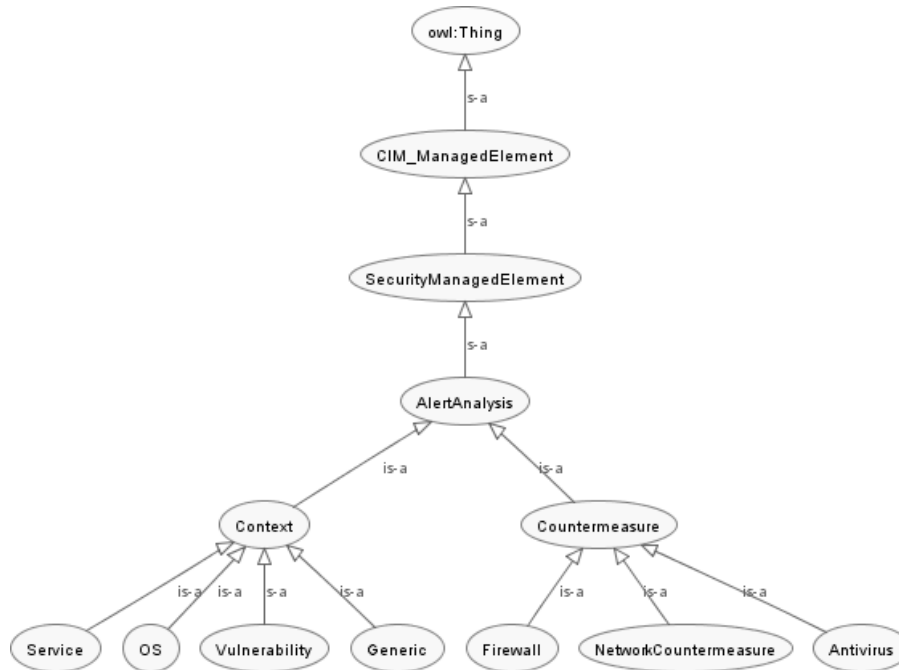 owl:Thing
s-a
CIM_ManagedElement
s-a
SecurityManagedElement
s-a
AlertAnalysis
is-a
is-a
Context
Countermeasure
is-a
is-a
s-a
is-a
is-a
is-a
is-a
Service
OS
Vulnerability
Generic
Firewall
NetworkCountermeasure
Antivirus